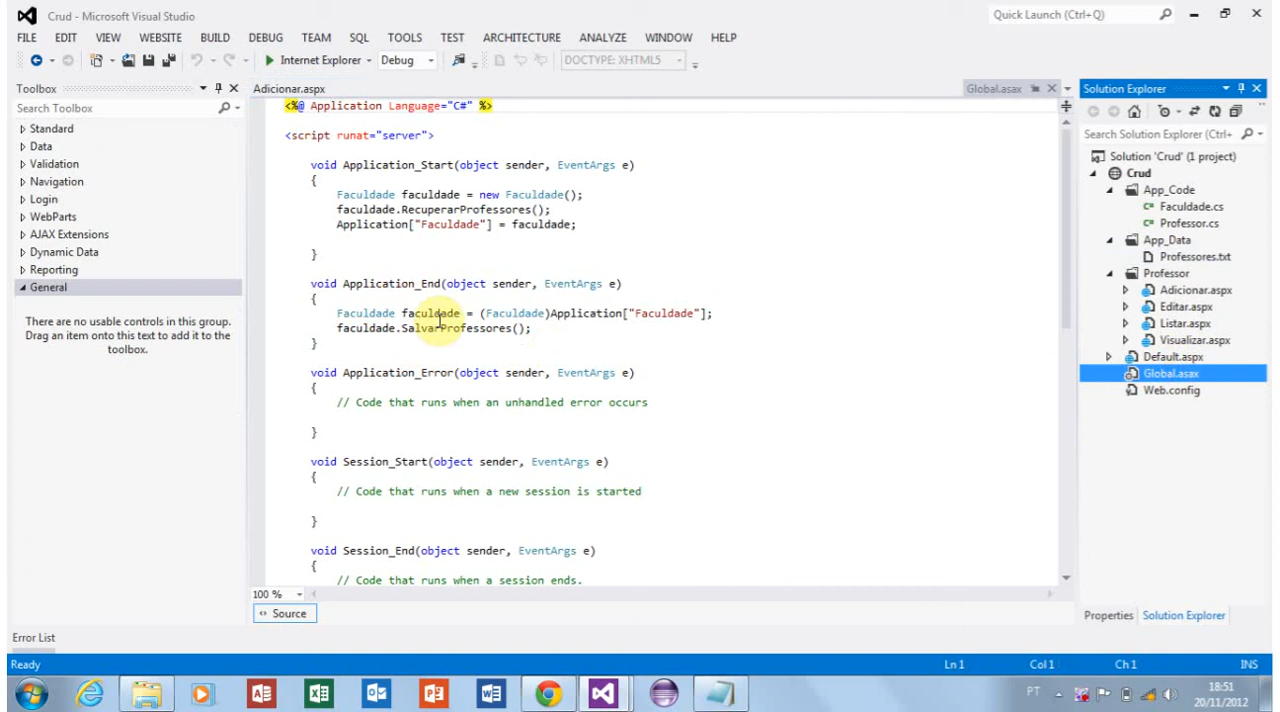 Crud - Microsoft Visual Studio
Quick Launch (Ctrl+Q)
FILE EDIT VIEW WEBSITE BUILD DEBUG TEAM SQL TOOLS TEST ARCHITECTURE ANALYZE WINDOW HELP
Internet Explorer Debug DOCTYPE: XHTML5
Toolbox
Search Toolbox
Standard
Data
Validation
Navigation
Login
WebParts
AJAX Extensions
Dynamic Data
Reporting
General
There are no usable controls in this group.
Drag an item onto this text to add it to the
toolbox.
Adicionar.aspx Global.asax
<%@ Application Language="C#" %>
<script runat="server">
void Application_Start(object sender, EventArgs e)
{
Faculdade faculdade = new Faculdade();
faculdade.RecuperarProfessores();
Application["Faculdade"] = faculdade;
}
void Application_End(object sender, EventArgs e)
{
Faculdade faculdade = (Faculdade)Application["Faculdade"];
faculdade.SalvarProfessores();
}
void Application_Error(object sender, EventArgs e)
{
// Code that runs when an unhandled error occurs
}
void Session_Start(object sender, EventArgs e)
{
// Code that runs when a new session is started
}
void Session_End(object sender, EventArgs e)
{
// Code that runs when a session ends.
100 %
Source
Solution Explorer
Search Solution Explorer (Ctrl+
Solution 'Crud' (1 project)
Crud
App_Code
Faculdade.cs
Professor.cs
App_Data
Professores.txt
Professor
Adicionar.aspx
Editar.aspx
Listar.aspx
Visualizar.aspx
Default.aspx
Global.asax
Web.config
Properties Solution Explorer
Error List
Ready Ln 1 Col 1 Ch 1 INS
PT
18:51
20/11/2012